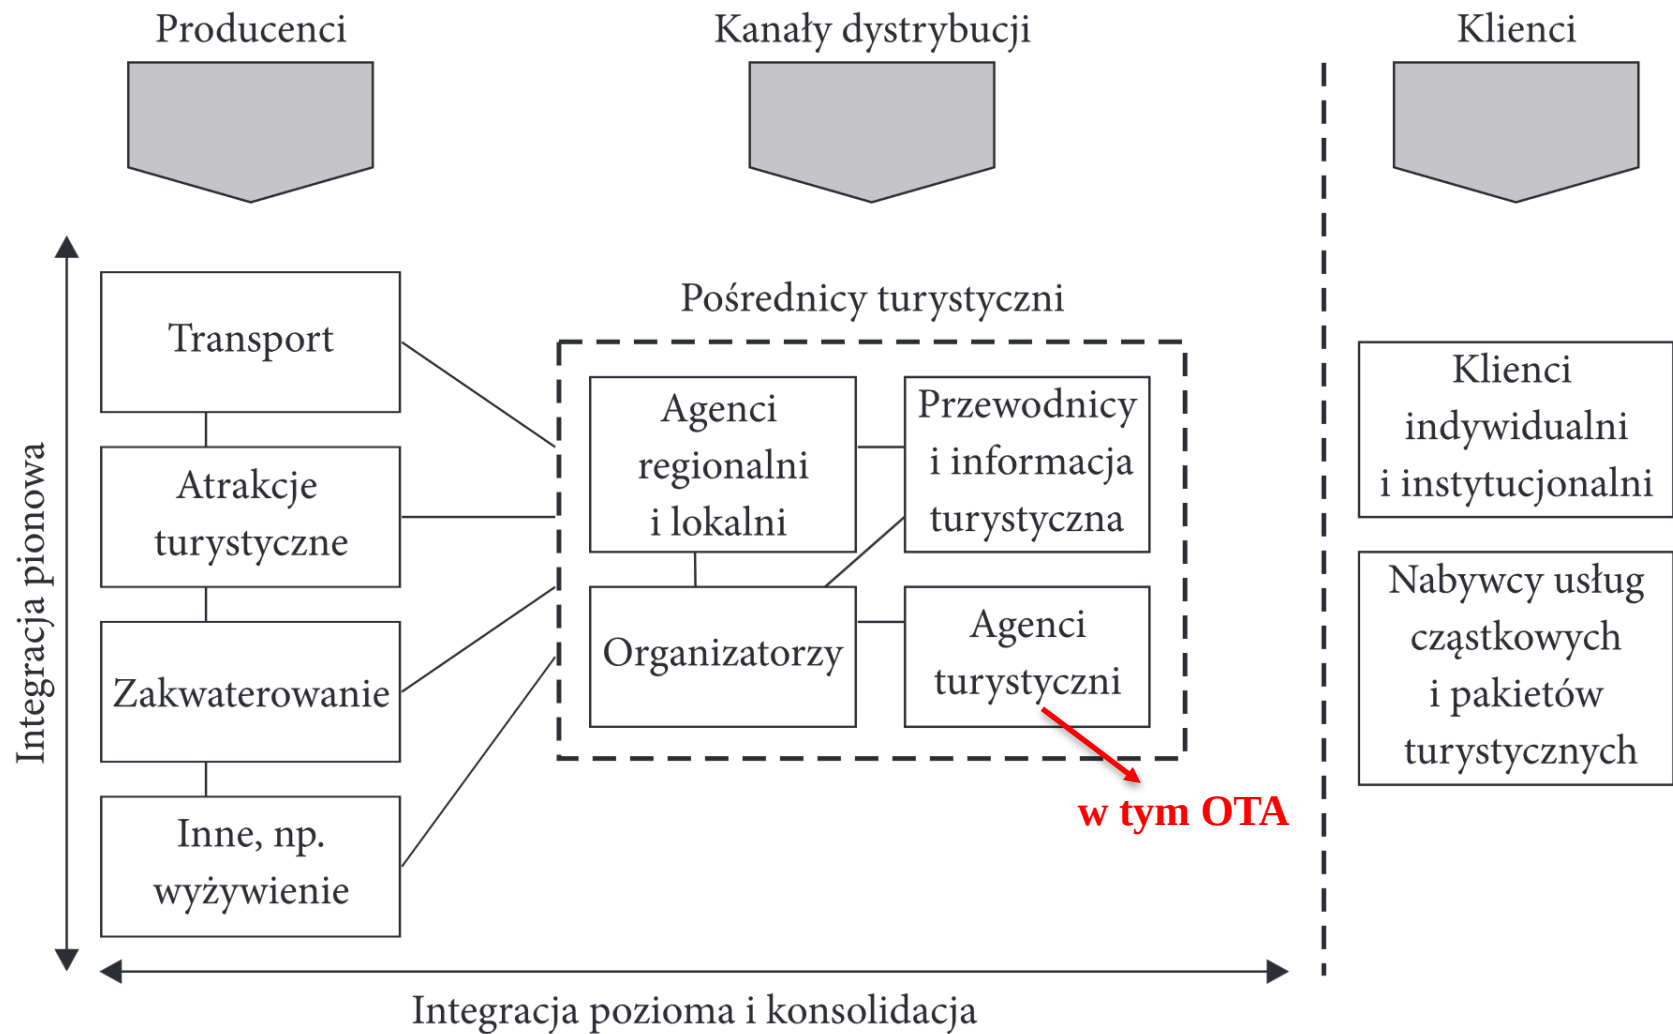 Producenci
Kanały dystrybucji
Klienci
Integracja pionowa
Transport
Atrakcje
turystyczne
Zakwaterowanie
Inne, np.
wyżywienie
Pośrednicy turystyczni
Agenci
regionalni
i lokalni
Przewodnicy
i informacja
turystyczna
Organizatorzy
Agenci
turystyczni
w tym OTA
Klienci
indywidualni
i instytucjonalni
Nabywcy usług
cząstkowych
i pakietów
turystycznych
Integracja pozioma i konsolidacja